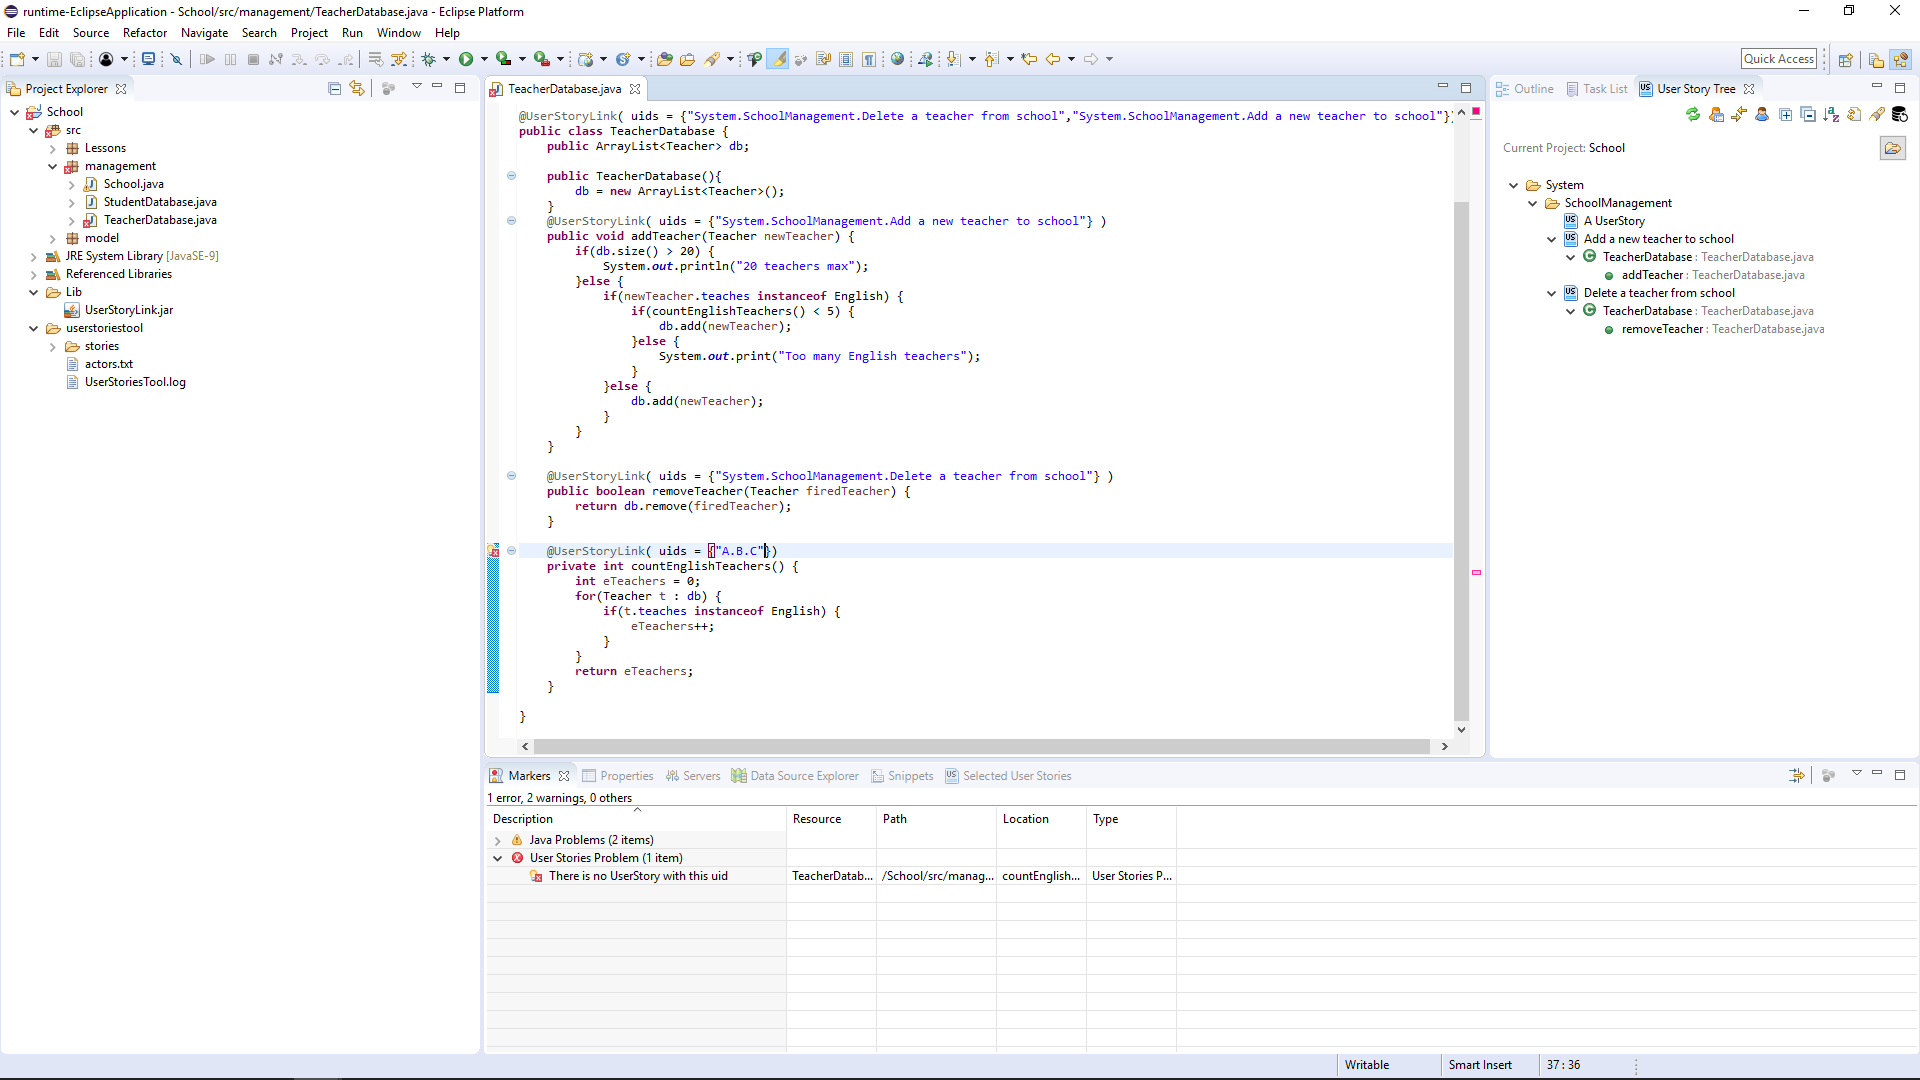 runtime-EclipseApplication - School/src/management/TeacherDatabase.java - Eclipse Platform
File Edit Source Refactor Navigate Search Project Run Window Help
Quick Access
Project Explorer
School
src
Lessons
management
School.java
StudentDatabase.java
TeacherDatabase.java
model
JRE System Library [JavaSE-9]
Referenced Libraries
Lib
UserStoryLink.jar
userstoriestool
stories
actors.txt
UserStoriesTool.log
TeacherDatabase.java
@UserStoryLink( uids = {"System.SchoolManagement.Delete a teacher from school","System.SchoolManagement.Add a new teacher to school"})
public class TeacherDatabase {
public ArrayList<Teacher> db;
public TeacherDatabase(){
db = new ArrayList<Teacher>();
}
@UserStoryLink( uids = {"System.SchoolManagement.Add a new teacher to school"} )
public void addTeacher(Teacher newTeacher) {
if(db.size() > 20) {
System.out.println("20 teachers max");
}else {
if(newTeacher.teaches instanceof English) {
if(countEnglishTeachers() < 5) {
db.add(newTeacher);
}else {
System.out.print("Too many English teachers");
}
}else {
db.add(newTeacher);
}
}
}
@UserStoryLink( uids = {"System.SchoolManagement.Delete a teacher from school"} )
public boolean removeTeacher(Teacher firedTeacher) {
return db.remove(firedTeacher);
}
@UserStoryLink( uids = {"A.B.C"})
private int countEnglishTeachers() {
int eTeachers = 0;
for(Teacher t : db) {
if(t.teaches instanceof English) {
eTeachers++;
}
}
return eTeachers;
}
}
Outline Task List User Story Tree
Current Project: School
System
SchoolManagement
A UserStory
Add a new teacher to school
TeacherDatabase : TeacherDatabase.java
addTeacher : TeacherDatabase.java
Delete a teacher from school
TeacherDatabase : TeacherDatabase.java
removeTeacher : TeacherDatabase.java
Markers Properties Servers Data Source Explorer Snippets Selected User Stories
1 error, 2 warnings, 0 others
Description Resource Path Location Type
Java Problems (2 items)
User Stories Problem (1 item)
There is no UserStory with this uid TeacherDatab... /School/src/manag... countEnglish... User Stories P...
Writable Smart Insert 37 : 36